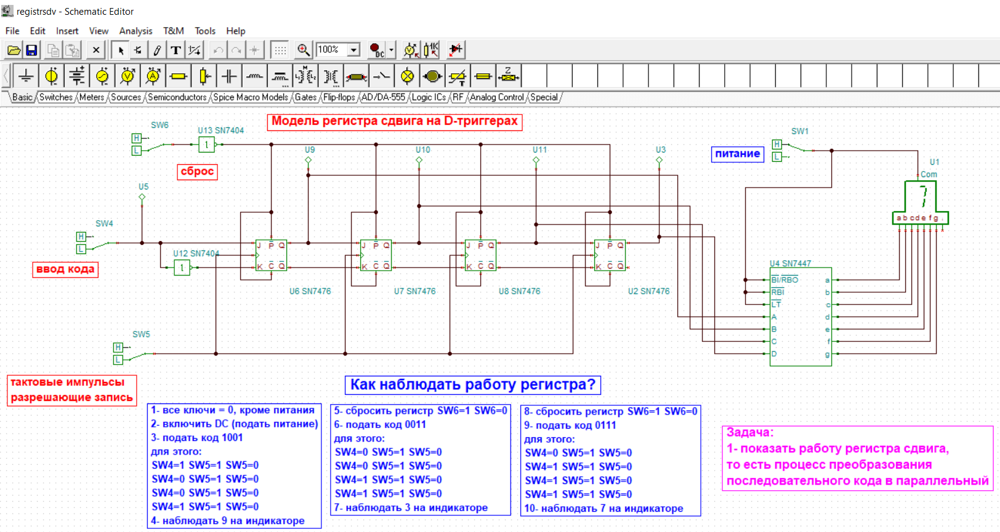 registrsdv - Schematic Editor
File Edit Insert View Analysis T&M Tools Help
T 100% DC 1K
M Z T
Basic Switches Meters Sources Semiconductors Spice Macro Models Gates Flip-flops AD/DA-555 Logic ICs RF Analog Control Special
Модель регистра сдвига на D-триггерах
SW6
H
L
U13 SN7404
1
сброс
U9
U10
U11
U3
питание
SW1
H
L
U1
Com
7
a b c d e f g .
U5
SW4
H
L
ввод кода
U12 SN7404
1
J P Q
K C Q
U6 SN7476
J P Q
K C Q
U7 SN7476
J P Q
K C Q
U8 SN7476
J P Q
K C Q
U2 SN7476
U4 SN7447
BI/RBO a
RBI b
LT c
A d
B e
C f
D g
SW5
H
L
тактовые импульсы
разрешающие запись
Как наблюдать работу регистра?
1- все ключи = 0, кроме питания
2- включить DC (подать питание)
3- подать код 1001
для этого:
SW4=1 SW5=1 SW5=0
SW4=0 SW5=1 SW5=0
SW4=0 SW5=1 SW5=0
SW4=1 SW5=1 SW5=0
4- наблюдать 9 на индикаторе
5- сбросить регистр SW6=1 SW6=0
6- подать код 0011
для этого:
SW4=0 SW5=1 SW5=0
SW4=0 SW5=1 SW5=0
SW4=1 SW5=1 SW5=0
SW4=1 SW5=1 SW5=0
7- наблюдать 3 на индикаторе
8- сбросить регистр SW6=1 SW6=0
9- подать код 0111
для этого:
SW4=0 SW5=1 SW5=0
SW4=1 SW5=1 SW5=0
SW4=1 SW5=1 SW5=0
SW4=1 SW5=1 SW5=0
10- наблюдать 7 на индикаторе
Задача:
1- показать работу регистра сдвига,
то есть процесс преобразования
последовательного кода в параллельный